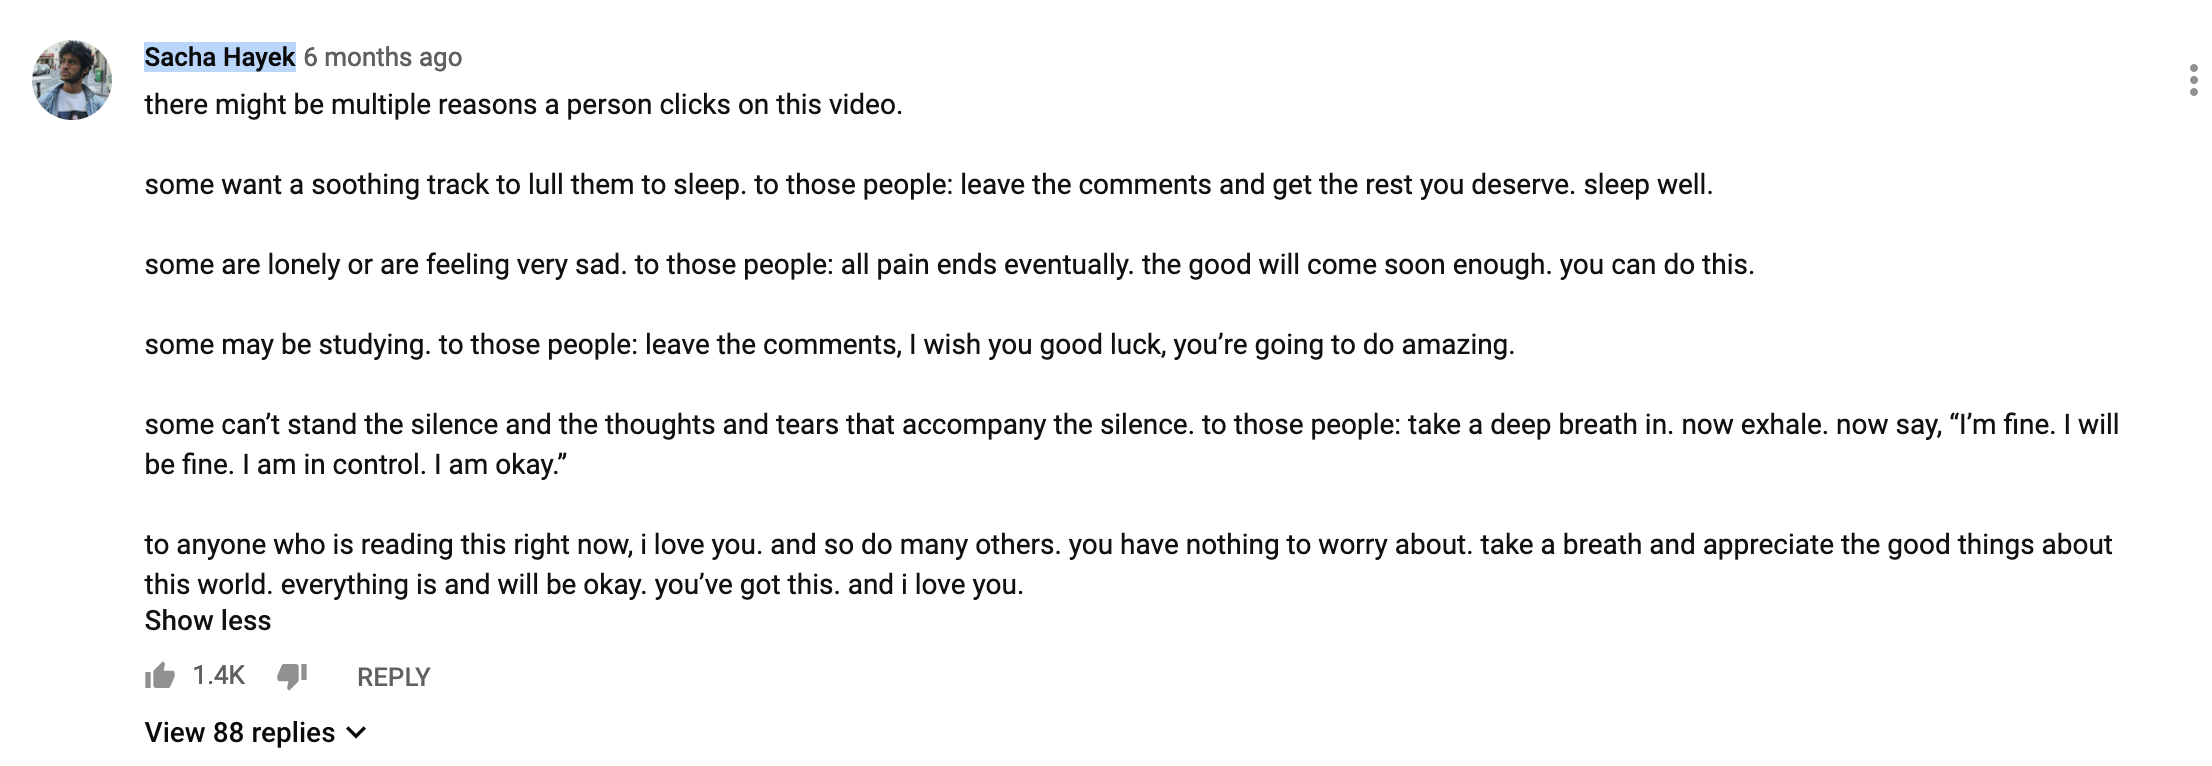 Sacha Hayek 6 months ago
there might be multiple reasons a person clicks on this video.
some want a soothing track to lull them to sleep. to those people: leave the comments and get the rest you deserve. sleep well.
some are lonely or are feeling very sad. to those people: all pain ends eventually. the good will come soon enough. you can do this.
some may be studying. to those people: leave the comments, I wish you good luck, you’re going to do amazing.
some can’t stand the silence and the thoughts and tears that accompany the silence. to those people: take a deep breath in. now exhale. now say, “I’m fine. I will
be fine. I am in control. I am okay.”
to anyone who is reading this right now, i love you. and so do many others. you have nothing to worry about. take a breath and appreciate the good things about
this world. everything is and will be okay. you’ve got this. and i love you.
Show less
1.4K REPLY
View 88 replies